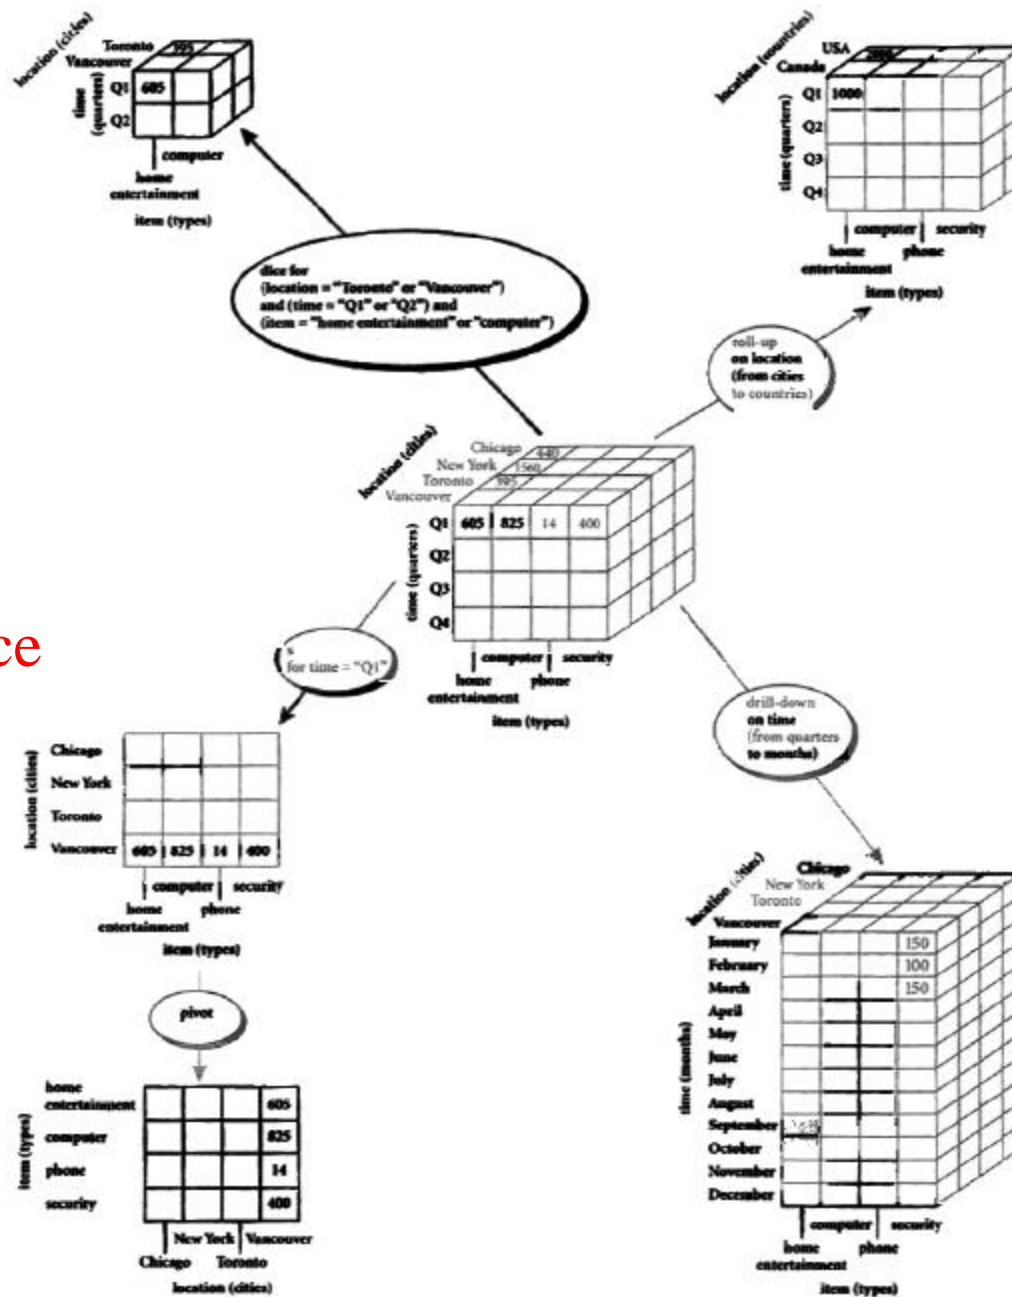 location (cities)
Toronto 395
Vancouver
time (quarters)
Q1 605
Q2
computer
home entertainment
item (types)
location (countries)
USA 2000
Canada
time (quarters)
Q1 1000
Q2
Q3
Q4
computer security
home phone
entertainment
item (types)
dice for
(location = "Toronto" or "Vancouver")
and (time = "Q1" or "Q2") and
(item = "home entertainment" or "computer")
roll-up
on location
(from cities
to countries)
location (cities)
Chicago 440
New York 1560
Toronto 395
Vancouver
time (quarters)
Q1 605 825 14 400
Q2
Q3
Q4
computer security
home phone
entertainment
item (types)
ce
s
for time = "Q1"
drill-down
on time
(from quarters
to months)
location (cities)
Chicago
New York
Toronto
Vancouver 605 825 14 400
computer security
home phone
entertainment
item (types)
pivot
item (types)
home
entertainment 605
computer 825
phone 14
security 400
New York Vancouver
Chicago Toronto
location (cities)
location (cities)
Chicago
New York
Toronto
Vancouver
time (months)
January 150
February 100
March 150
April
May
June
July
August
September
October
November
December
computer security
home phone
entertainment
item (types)